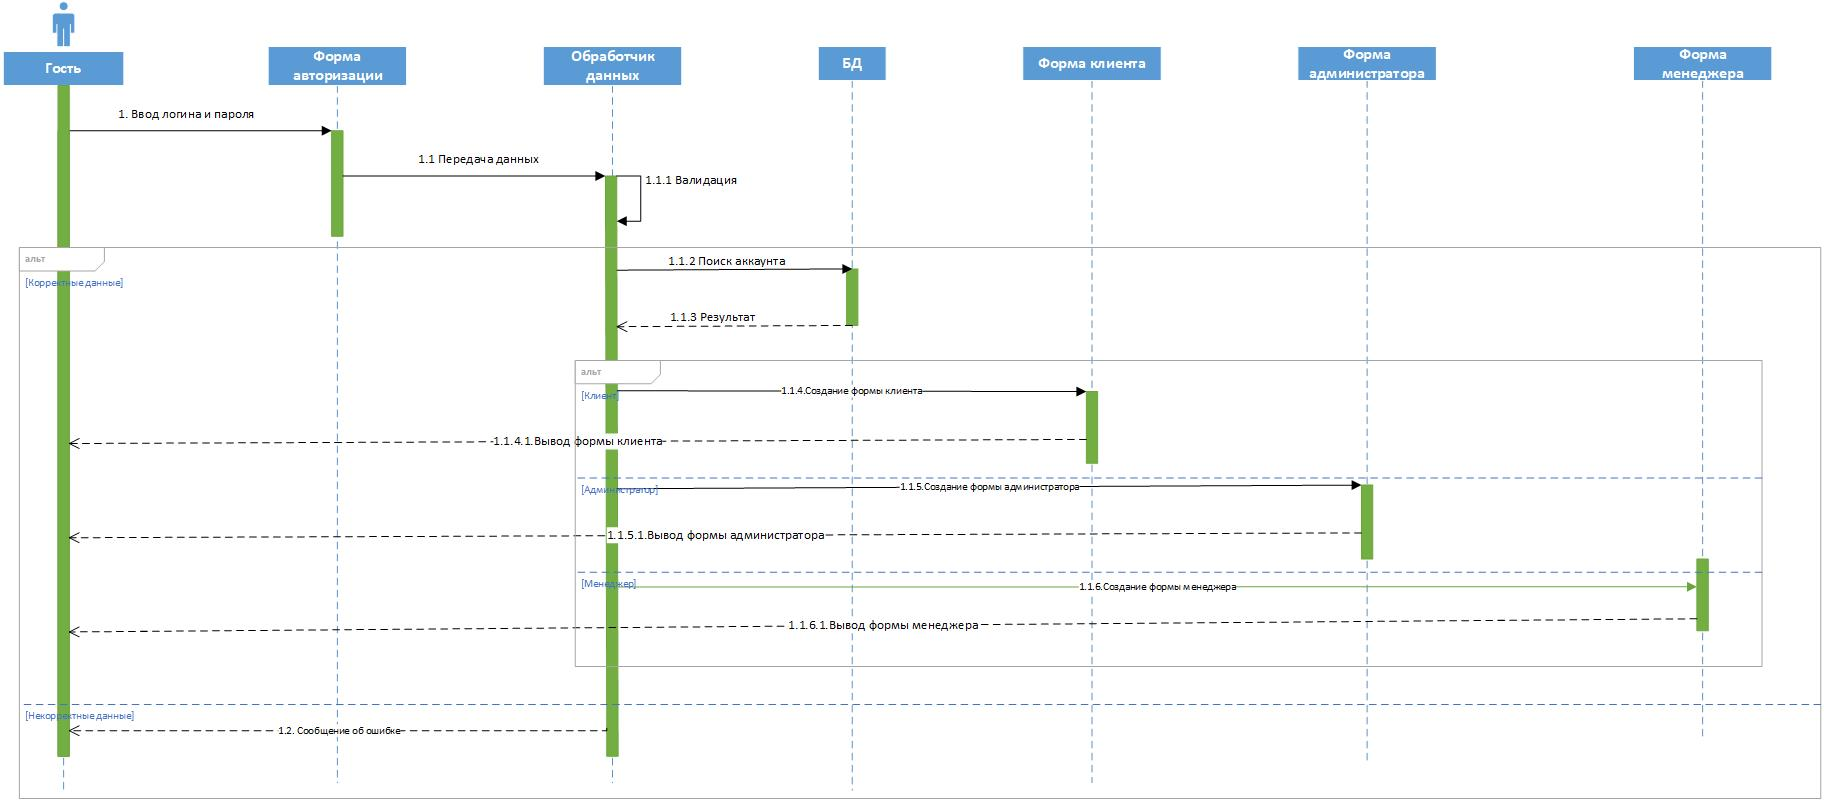 Гость
Форма
авторизации
Обработчик
данных
БД
Форма клиента
Форма
администратора
Форма
менеджера
1. Ввод логина и пароля
1.1 Передача данных
1.1.1 Валидация
альт
[Корректные данные]
1.1.2 Поиск аккаунта
1.1.3 Результат
альт
[Клиент]
1.1.4.Создание формы клиента
1.1.4.1.Вывод формы клиента
[Администратор]
1.1.5.Создание формы администратора
1.1.5.1.Вывод формы администратора
[Менеджер]
1.1.6.Создание формы менеджера
1.1.6.1.Вывод формы менеджера
[Некорректные данные]
1.2. Сообщение об ошибке